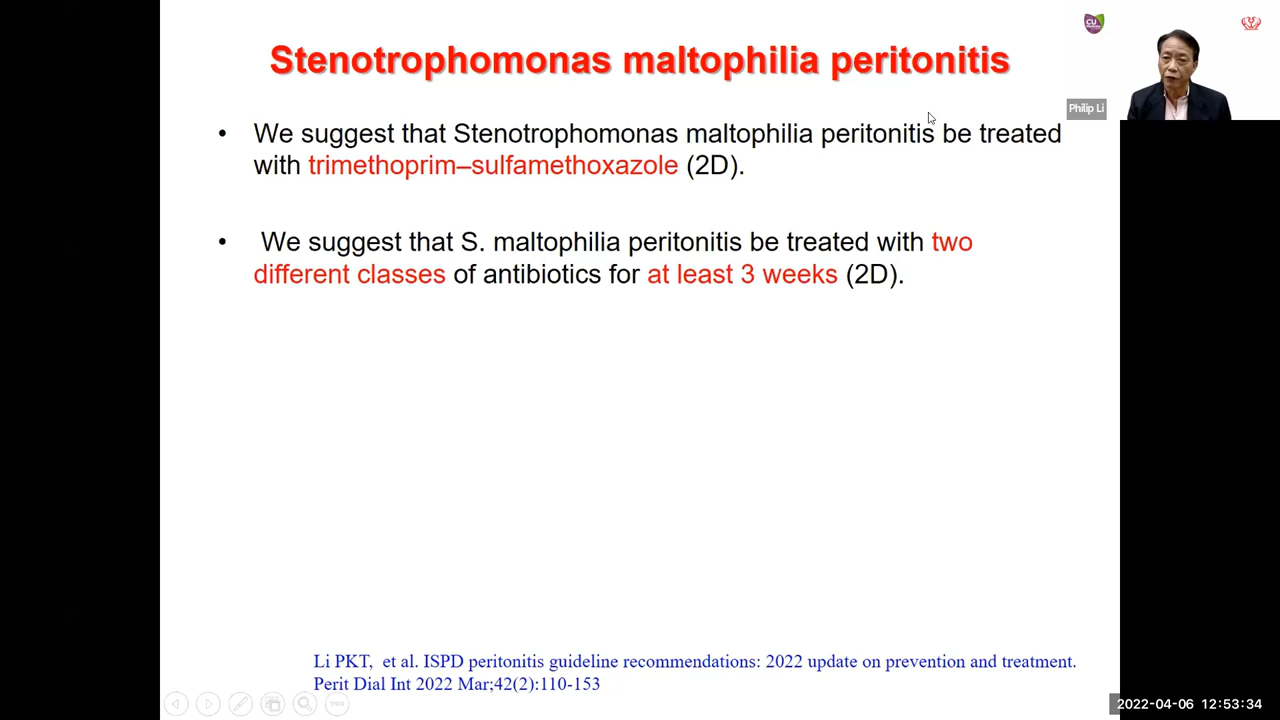 Stenotrophomonas maltophilia peritonitis
CU
Medicine
Philip Li
• We suggest that Stenotrophomonas maltophilia peritonitis be treated
with trimethoprim–sulfamethoxazole (2D).
• We suggest that S. maltophilia peritonitis be treated with two
different classes of antibiotics for at least 3 weeks (2D).
Li PKT, et al. ISPD peritonitis guideline recommendations: 2022 update on prevention and treatment.
Perit Dial Int 2022 Mar;42(2):110-153
2022-04-06 12:53:34